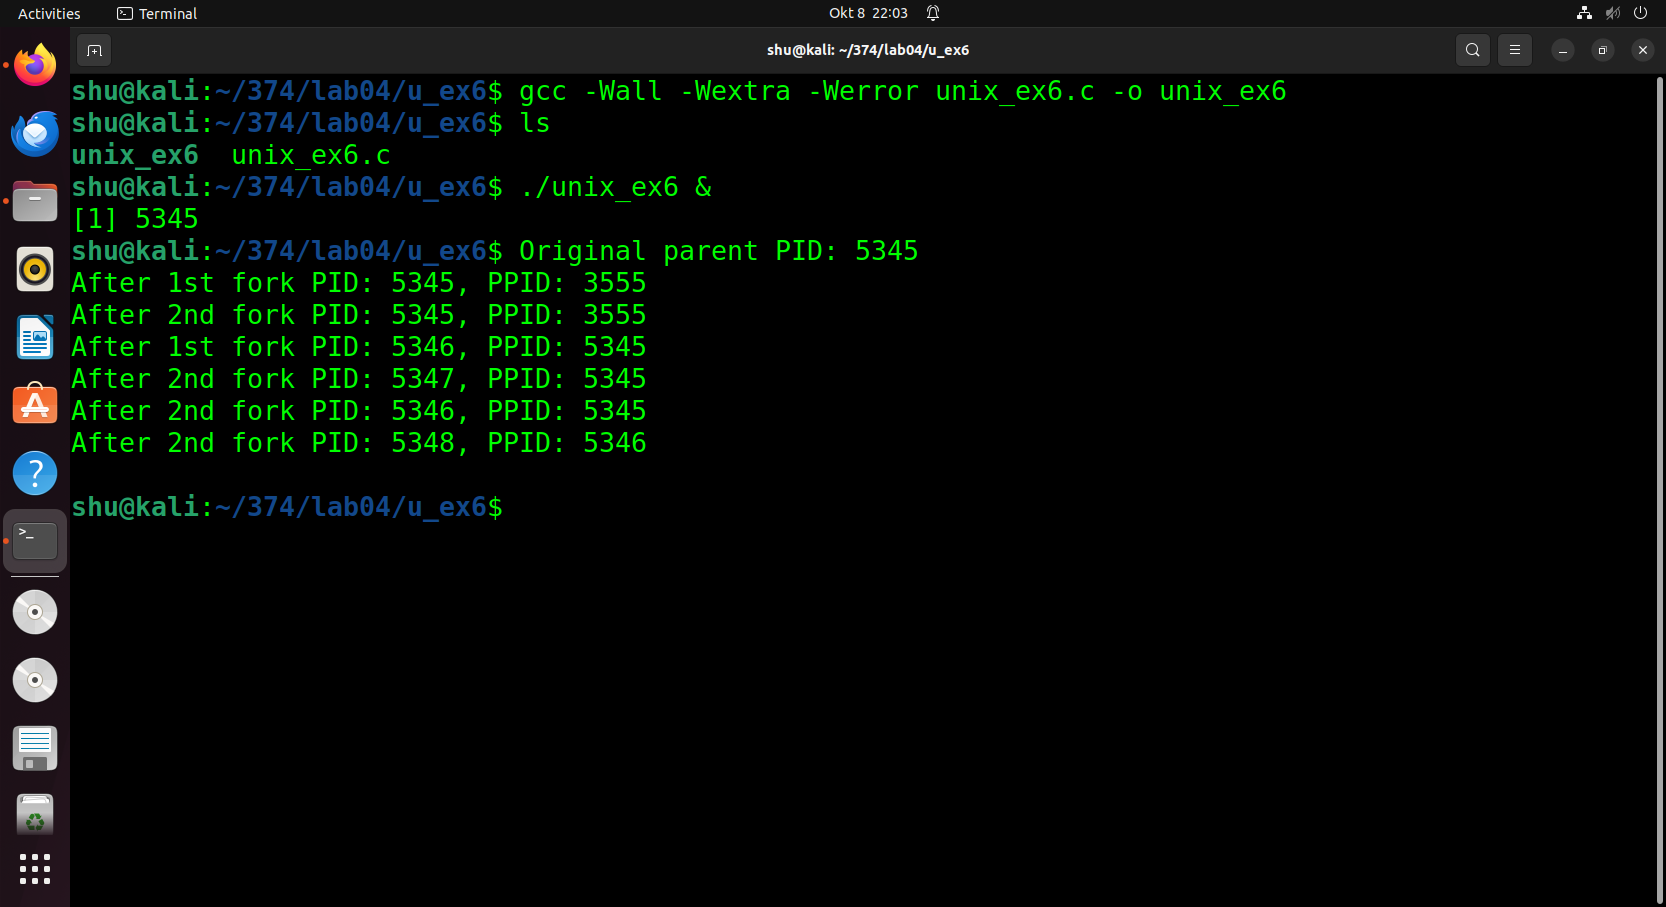 Activities
Terminal
Okt 8 22:03
shu@kali: ~/374/lab04/u_ex6
shu@kali:~/374/lab04/u_ex6$ gcc -Wall -Wextra -Werror unix_ex6.c -o unix_ex6
shu@kali:~/374/lab04/u_ex6$ ls
unix_ex6  unix_ex6.c
shu@kali:~/374/lab04/u_ex6$ ./unix_ex6 &
[1] 5345
shu@kali:~/374/lab04/u_ex6$ Original parent PID: 5345
After 1st fork PID: 5345, PPID: 3555
After 2nd fork PID: 5345, PPID: 3555
After 1st fork PID: 5346, PPID: 5345
After 2nd fork PID: 5347, PPID: 5345
After 2nd fork PID: 5346, PPID: 5345
After 2nd fork PID: 5348, PPID: 5346
shu@kali:~/374/lab04/u_ex6$